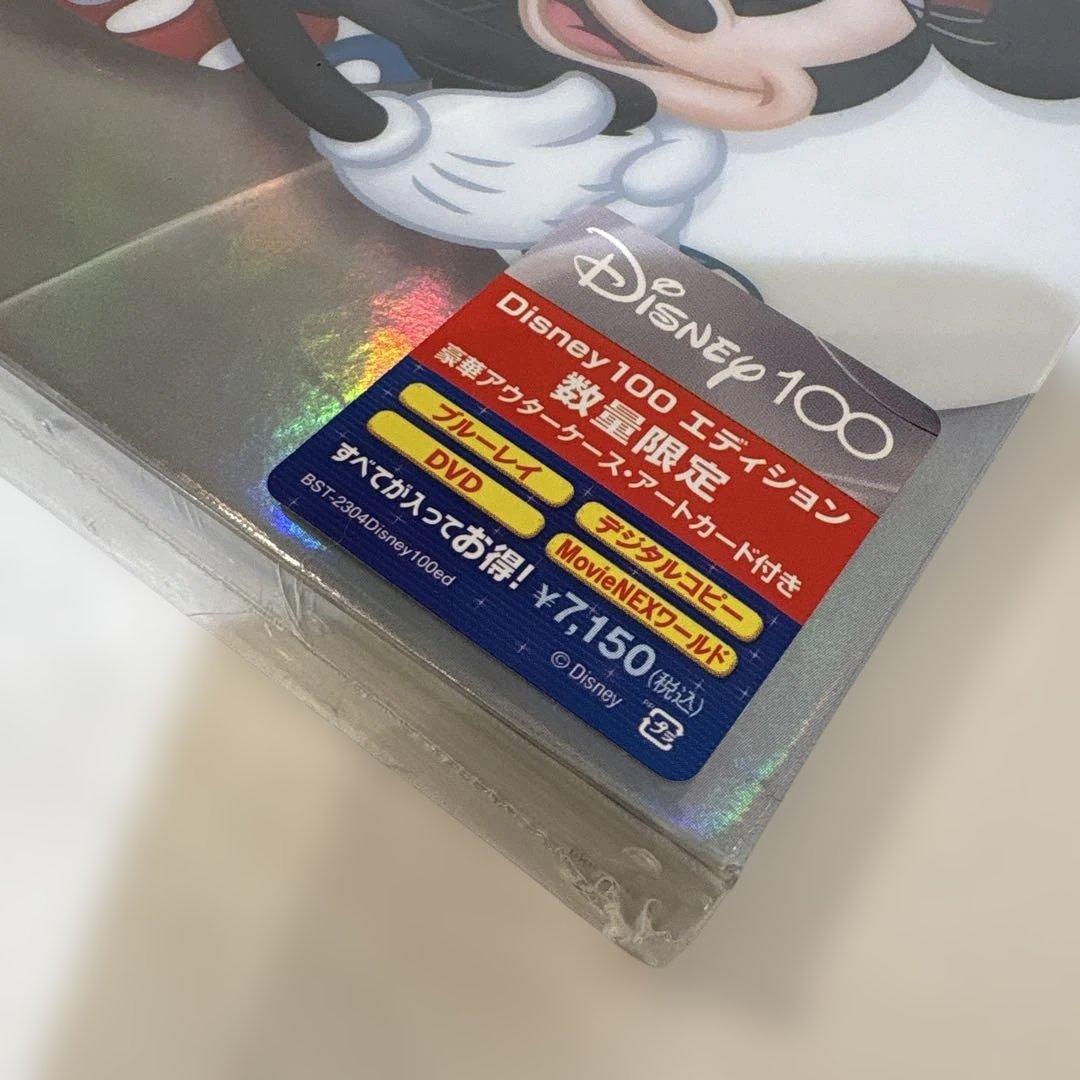 Disney 100
Disney100 エディション
数量限定
豪華アウターケース・アートカード付き
ブルーレイ
デジタルコピー
DVD
MovieNEXワールド
すべてが入ってお得! ¥7,150(税込)
BST-2304Disney100ed
©Disney
PF
プラ